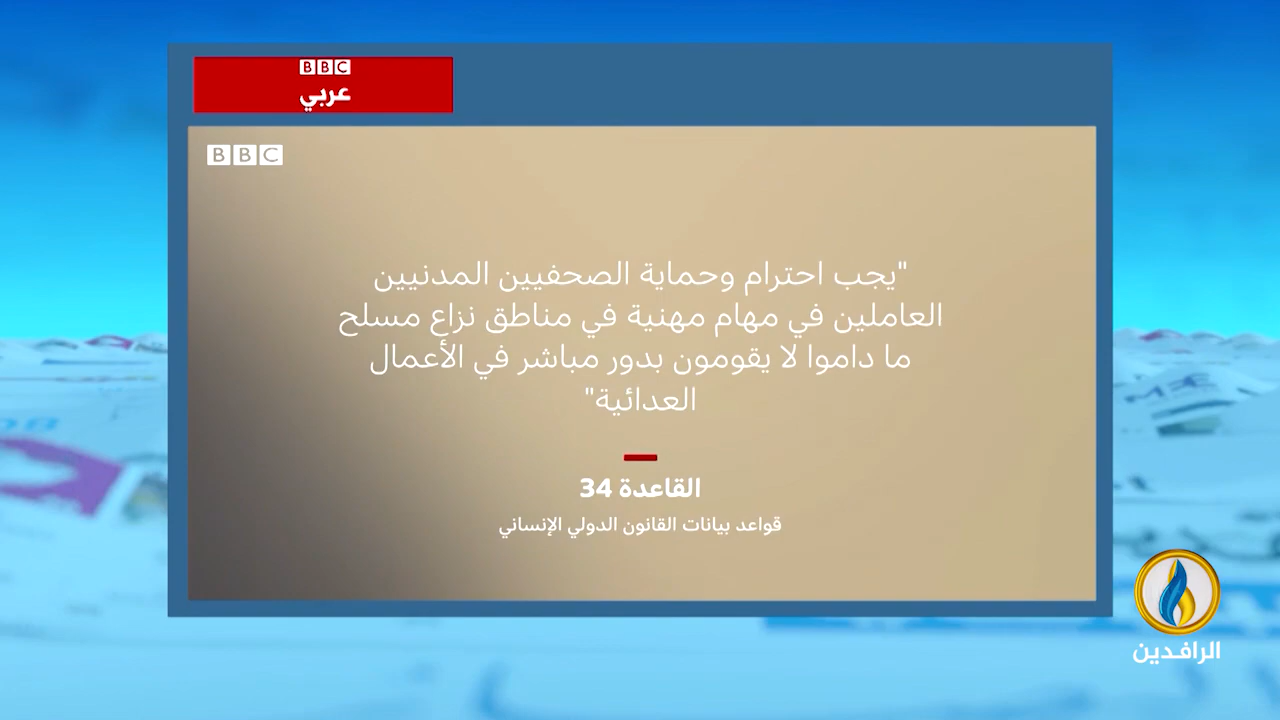 BBC
عربي
BBC
"يجب احترام وحماية الصحفيين المدنيين
العاملين في مهام مهنية في مناطق نزاع مسلح
ما داموا لا يقومون بدور مباشر في الأعمال
العدائية"
القاعدة 34
قواعد بيانات القانون الدولي الإنساني
الرافدين